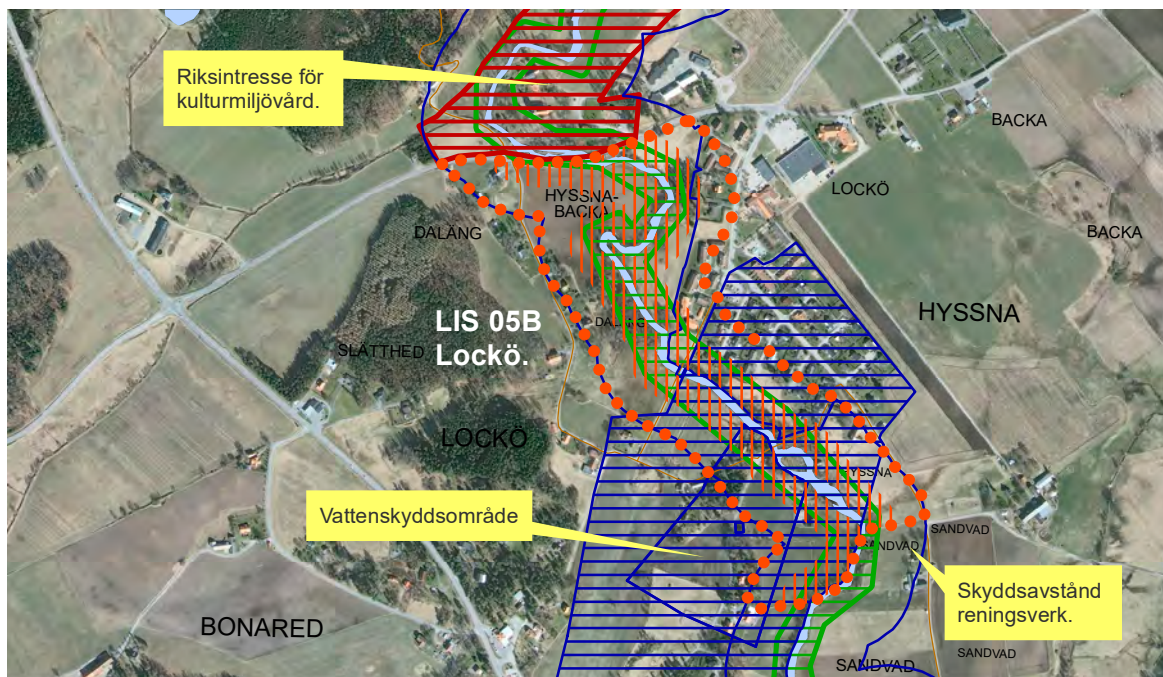 Riksintresse för
kulturmiljövård.
BACKA
LOCKÖ
HYSSNA-
BACKA
DALÄNG
BACKA
HYSSNA
LIS 05B
Lockö.
DALÄNG
SLÄTTHED
LOCKÖ
YSSNA
Vattenskyddsområde
SANDVAD
SANDVAD
Skyddsavstånd
reningsverk.
BONARED
SANDVAD
SANDVAD